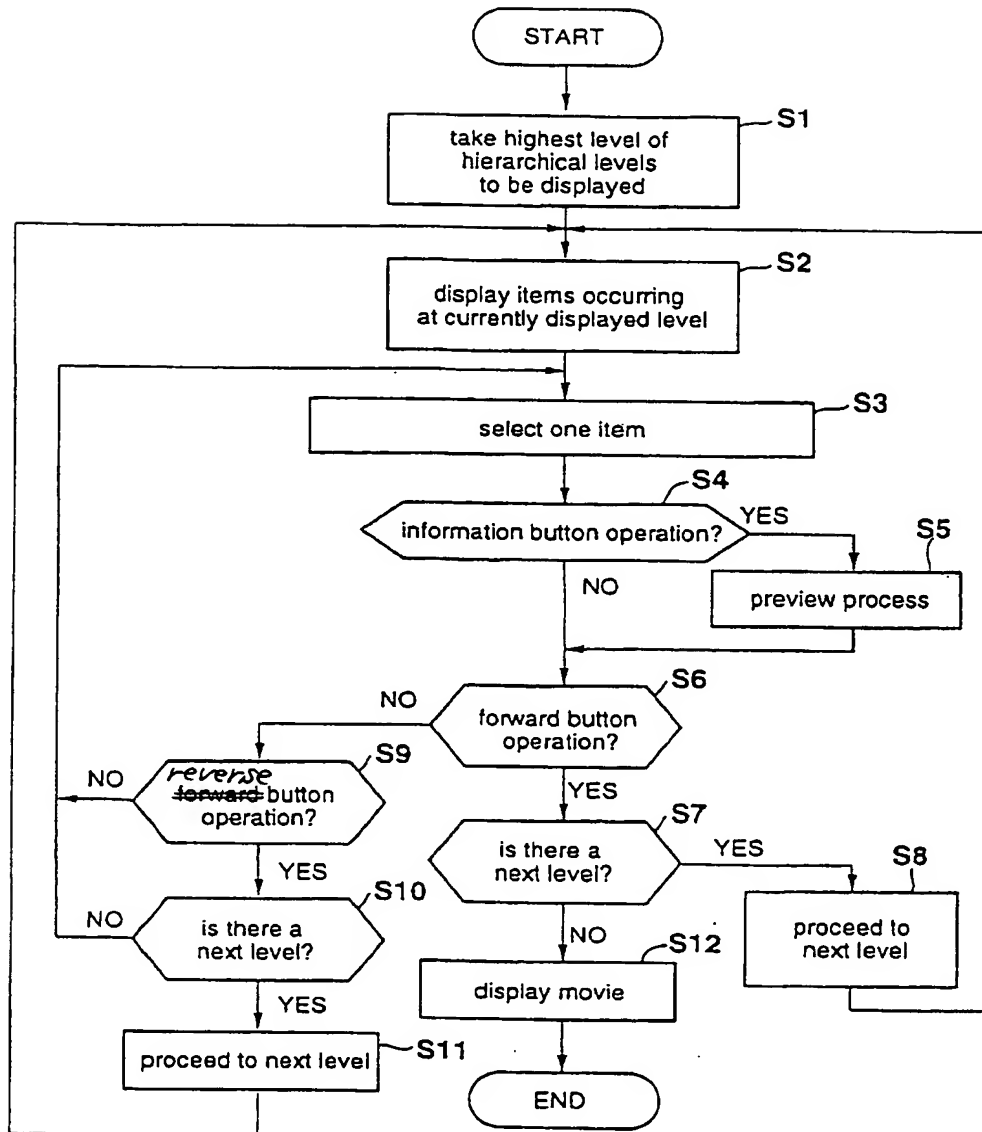 START
S1
take highest level of
hierarchical levels
to be displayed
S2
display items occurring
at currently displayed level
S3
select one item
S4
information button operation?
YES
S5
NO
preview process
S6
NO
forward button
operation?
S9
reverse
NO
forward button
operation?
YES
S7
YES
is there a
next level?
YES
S8
S10
NO
is there a
next level?
NO
proceed to
next level
S12
YES
display movie
S11
proceed to next level
END